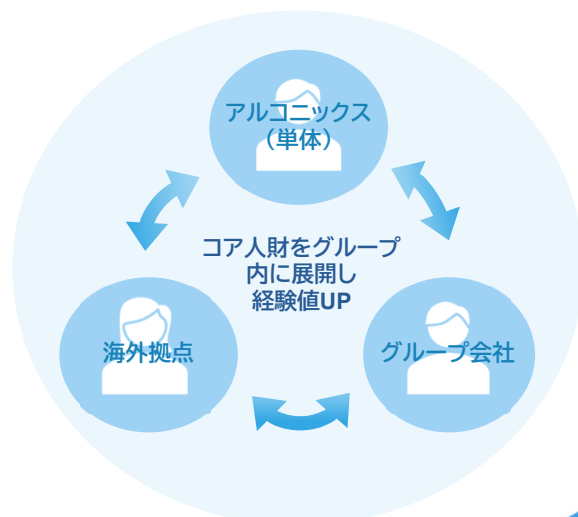 アルコニックス
（単体）
コア人財をグループ
内に展開し
経験値UP
海外拠点
グループ会社